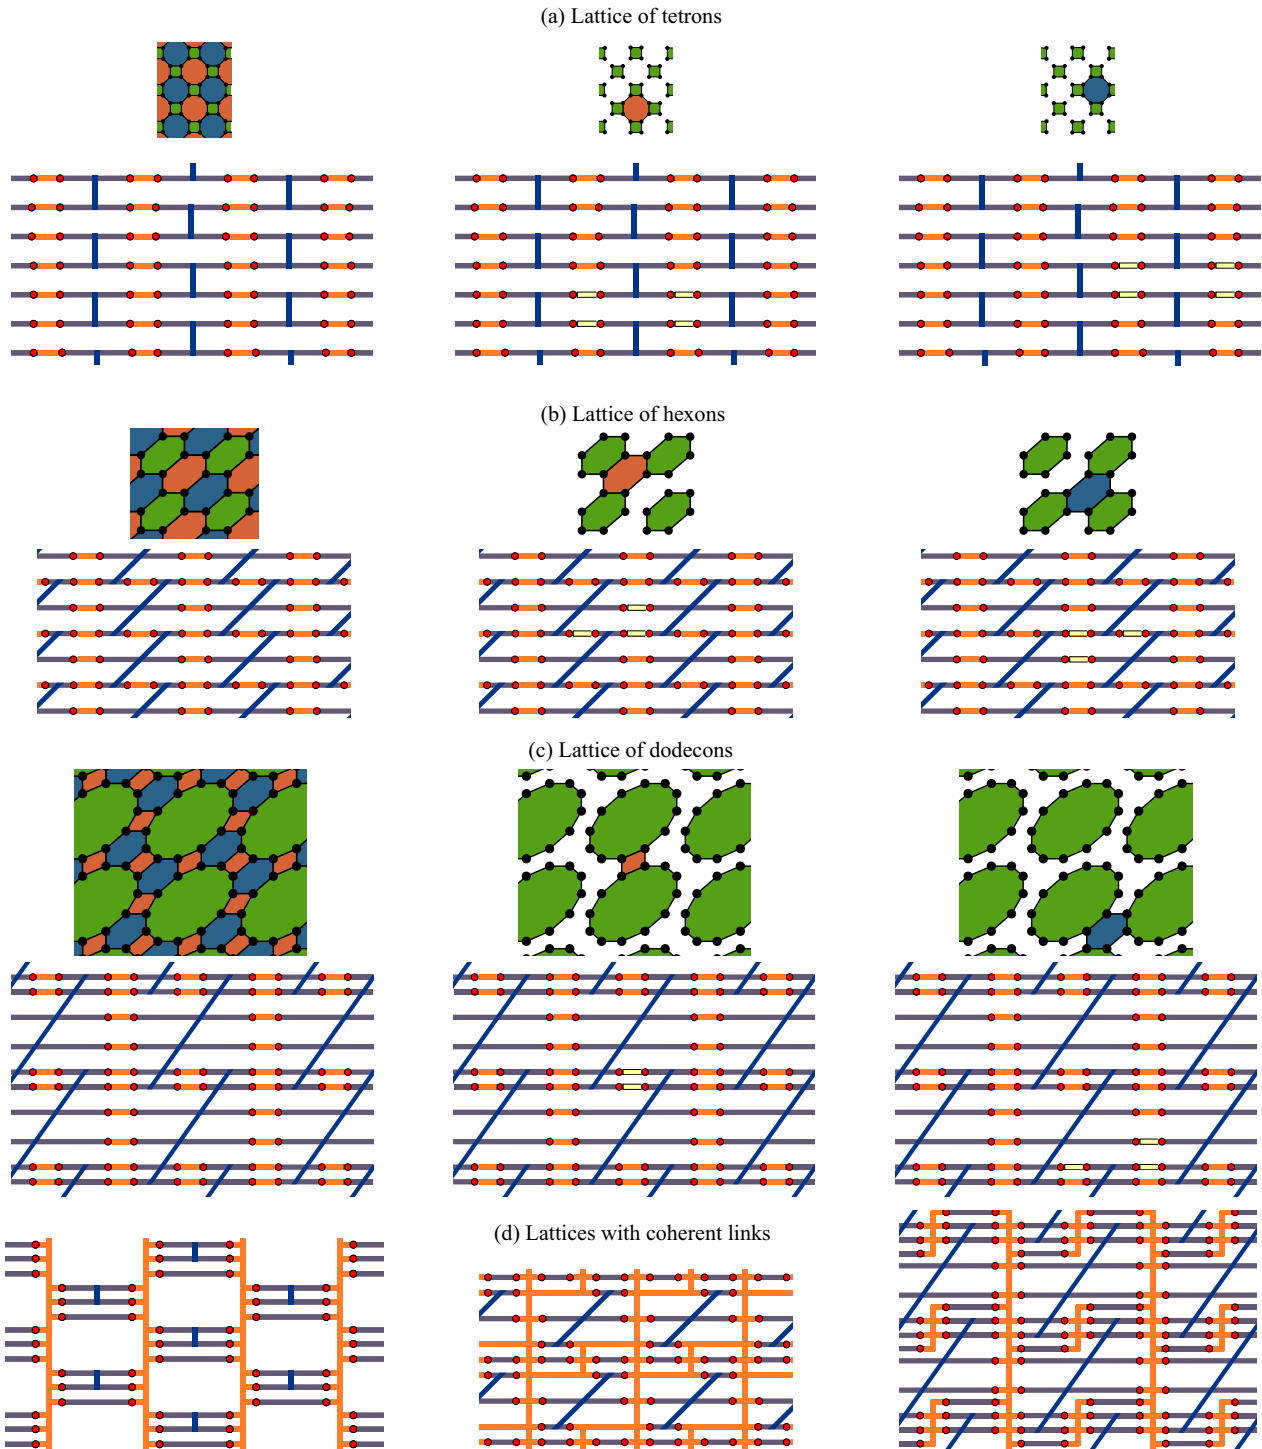 (a) Lattice of tetrons
(b) Lattice of hexons
(c) Lattice of dodecons
(d) Lattices with coherent links